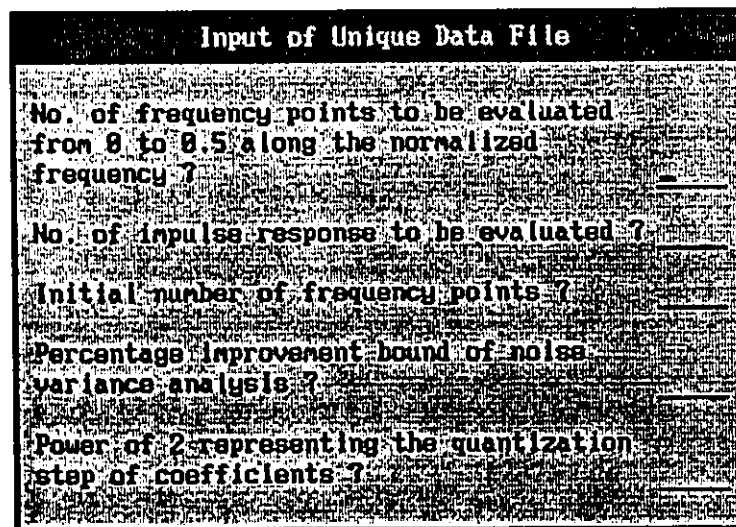 Input of Unique Data File
No. of frequency points to be evaluated
from 0 to 0.5 along the normalized
frequency ?
No. of impulse response to be evaluated ?
Initial number of frequency points ?
Percentage improvement bound of noise
variance analysis ?
Power of 2 representing the quantization
step of coefficients ?